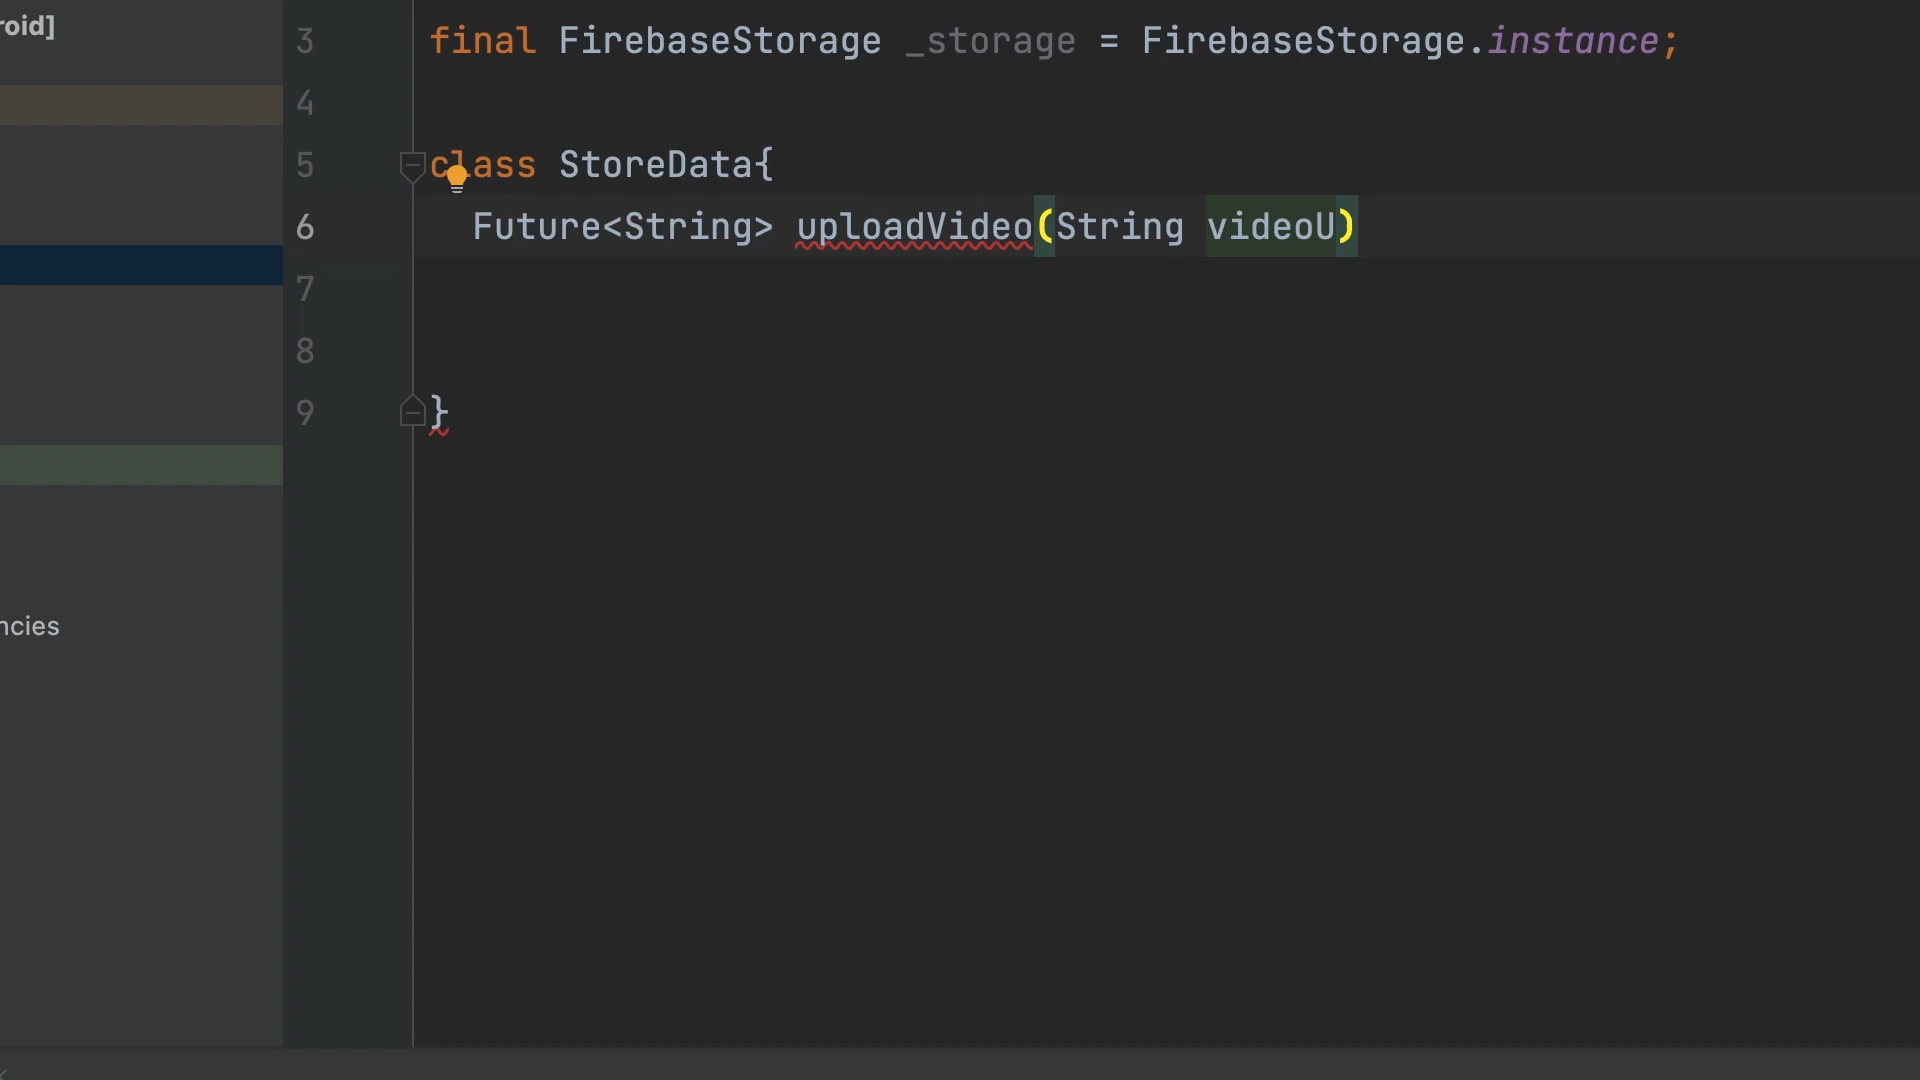 roid]
ncies
3 final FirebaseStorage _storage = FirebaseStorage.instance;
4
5 class StoreData{
6 Future<String> uploadVideo(String videoU)
7
8
9 }